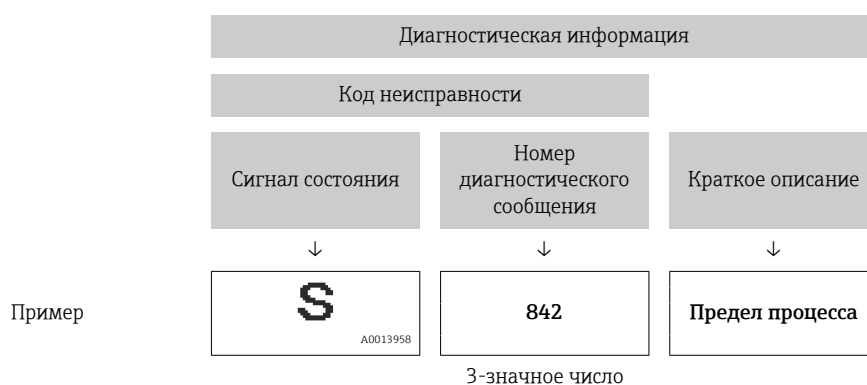 Диагностическая информация
Код неисправности
Сигнал состояния
Номер
диагностического
сообщения
Краткое описание
↓ ↓ ↓
Пример
S
A0013958
842
Предел процесса
3-значное число